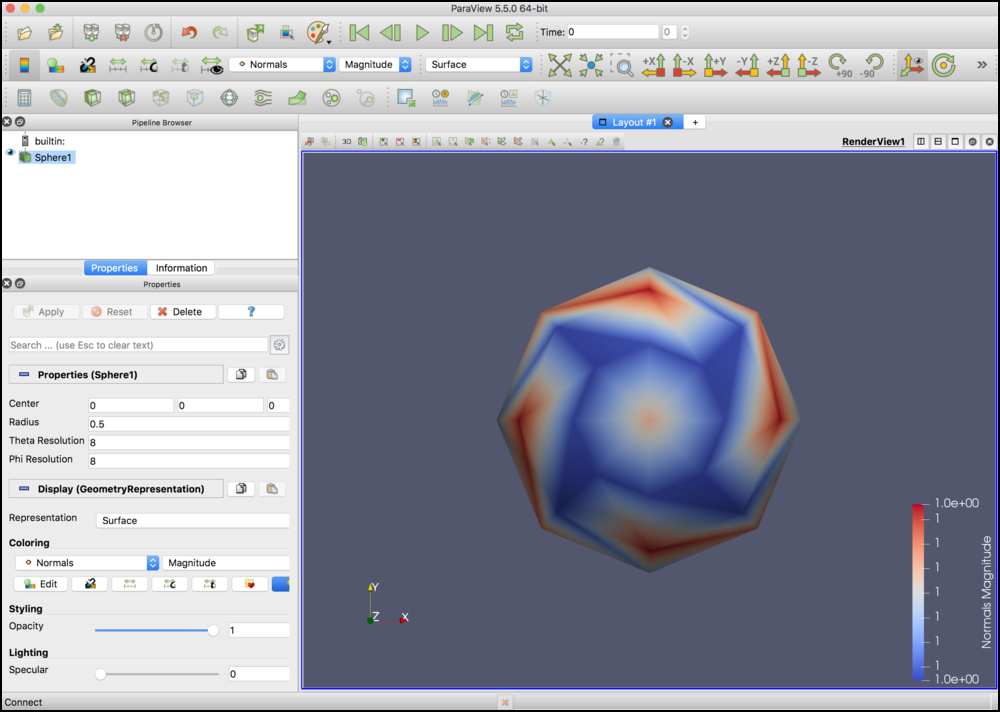 ParaView 5.5.0 64-bit
Time: 0 0
Normals Magnitude Surface +X -X +Y -Y +Z -Z +90 -90
Pipeline Browser
Layout #1 +
builtin:
Sphere1
3D
RenderView1
Properties Information
Properties
Apply Reset Delete ?
Search ... (use Esc to clear text)
Properties (Sphere1)
Center 0 0 0
Radius 0.5
Theta Resolution 8
Phi Resolution 8
Display (GeometryRepresentation)
Representation Surface
Coloring
Normals Magnitude
Edit
Styling
Opacity 1
Lighting
Specular 0
Y
Z X
1.0e+00
1
1
1
1
1
1
1
1.0e+00
Normals Magnitude
Connect